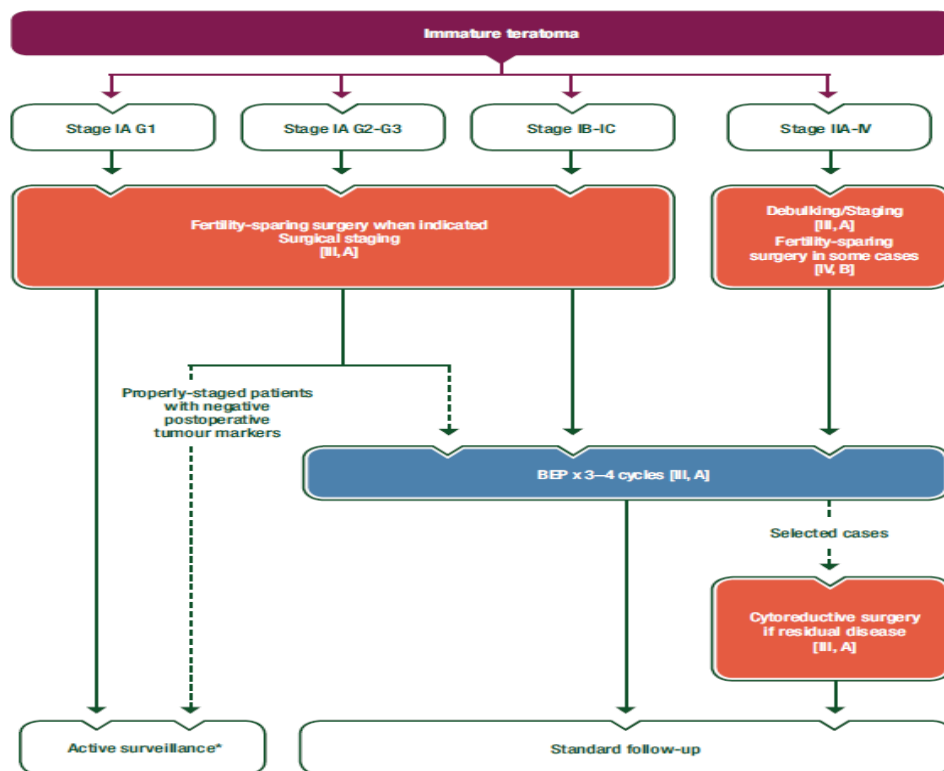 Immature teratoma
Stage IA G1
Stage IA G2-G3
Stage IB-IC
Stage IIA-IV
Fertility-sparing surgery when indicated
Surgical staging
[III, A]
Debulking/Staging
[III, A]
Fertility-sparing
surgery in some cases
[IV, B]
Properly-staged patients
with negative
postoperative
tumour markers
BEP x 3–4 cycles [III, A]
Selected cases
Cytoreductive surgery
if residual disease
[III, A]
Active surveillance*
Standard follow-up